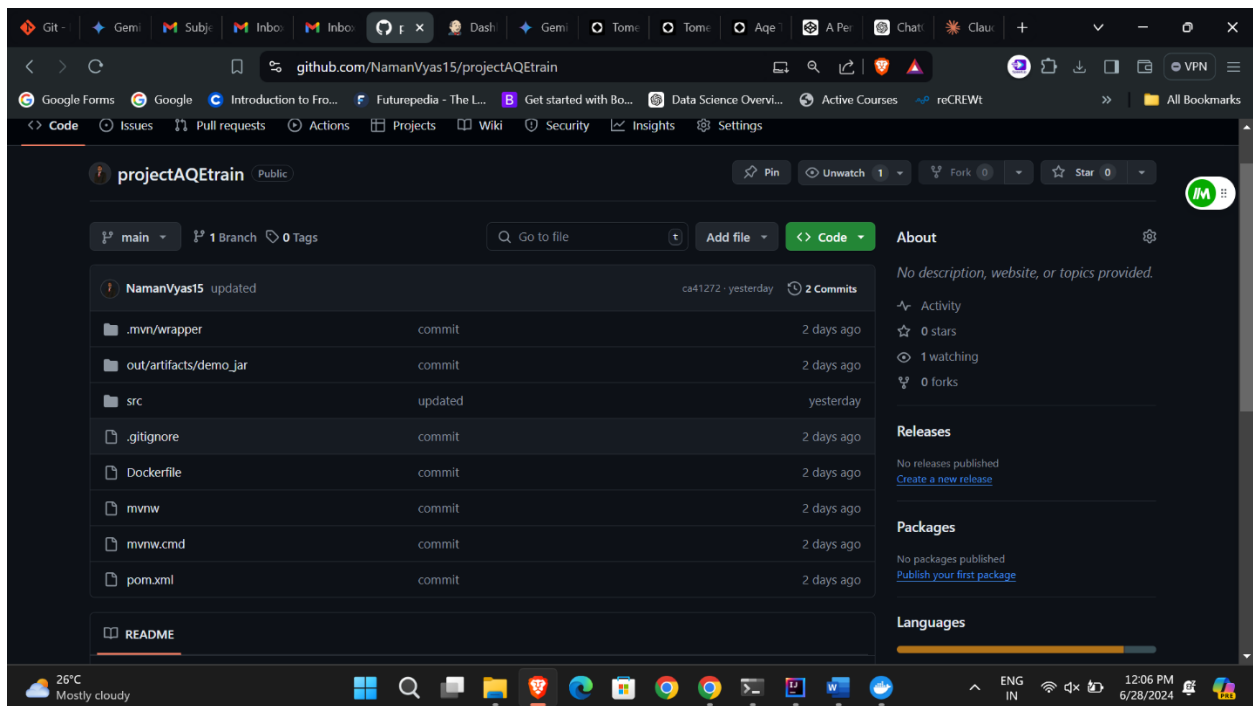 Git -
Gemi
Subje
Inbo
Inbo
Dash
Gemi
Tome
Tome
Aqe
A Per
Chat
Clau
github.com/NamanVyas15/projectAQEtrain
VPN
Google Forms
Google
Introduction to Fro...
Futurepedia - The L...
Get started with Bo...
Data Science Overvi...
Active Courses
reCREWt
»
All Bookmarks
Code
Issues
Pull requests
Actions
Projects
Wiki
Security
Insights
Settings
projectAQEtrain Public
Pin
Unwatch 1
Fork 0
Star 0
main
1 Branch
0 Tags
Go to file
t
Add file
Code
NamanVyas15 updated
ca41272 · yesterday
2 Commits
.mvn/wrapper commit 2 days ago
out/artifacts/demo_jar commit 2 days ago
src updated yesterday
.gitignore commit 2 days ago
Dockerfile commit 2 days ago
mvnw commit 2 days ago
mvnw.cmd commit 2 days ago
pom.xml commit 2 days ago
README
About
No description, website, or topics provided.
Activity
0 stars
1 watching
0 forks
Releases
No releases published
Create a new release
Packages
No packages published
Publish your first package
Languages
26°C
Mostly cloudy
ENG
IN
12:06 PM
6/28/2024
PRE